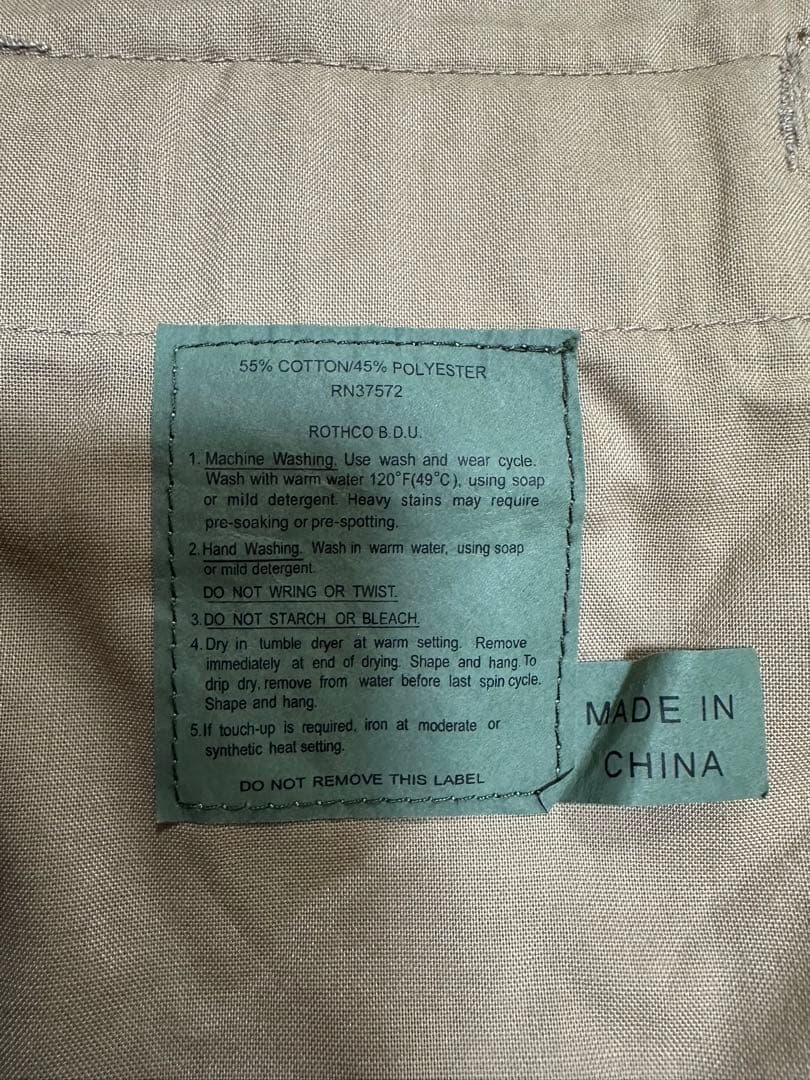 55% COTTON/45% POLYESTER
RN37572
ROTHCO B.D.U.
1. Machine Washing. Use wash and wear cycle.
Wash with warm water 120°F(49°C), using soap
or mild detergent. Heavy stains may require
pre-soaking or pre-spotting.
2. Hand Washing. Wash in warm water, using soap
or mild detergent.
DO NOT WRING OR TWIST.
3. DO NOT STARCH OR BLEACH.
4. Dry in tumble dryer at warm setting. Remove
immediately at end of drying. Shape and hang. To
drip dry, remove from water before last spin cycle.
Shape and hang.
5. If touch-up is required, iron at moderate or
synthetic heat setting.
DO NOT REMOVE THIS LABEL
MADE IN
CHINA